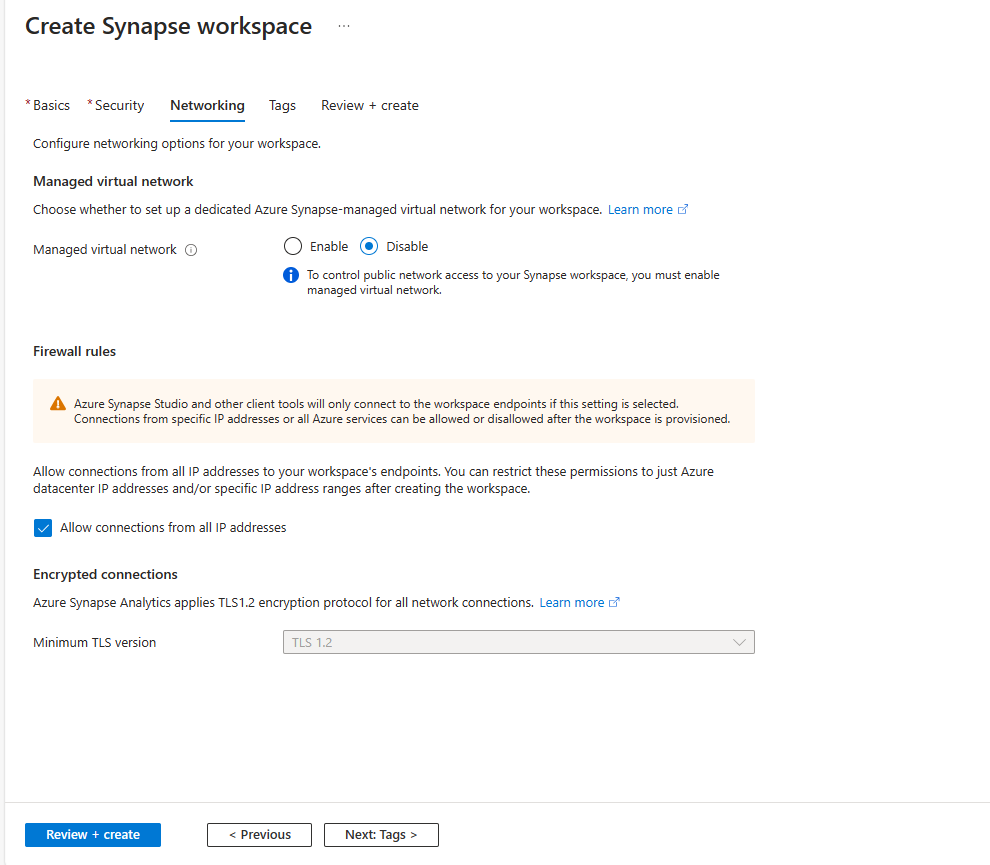 Create Synapse workspace ...
* Basics * Security Networking Tags Review + create
Configure networking options for your workspace.
Managed virtual network
Choose whether to set up a dedicated Azure Synapse-managed virtual network for your workspace. Learn more
Managed virtual network Enable Disable
To control public network access to your Synapse workspace, you must enable
managed virtual network.
Firewall rules
Azure Synapse Studio and other client tools will only connect to the workspace endpoints if this setting is selected.
Connections from specific IP addresses or all Azure services can be allowed or disallowed after the workspace is provisioned.
Allow connections from all IP addresses to your workspace's endpoints. You can restrict these permissions to just Azure
datacenter IP addresses and/or specific IP address ranges after creating the workspace.
Allow connections from all IP addresses
Encrypted connections
Azure Synapse Analytics applies TLS1.2 encryption protocol for all network connections. Learn more
Minimum TLS version TLS 1.2
Review + create < Previous Next: Tags >